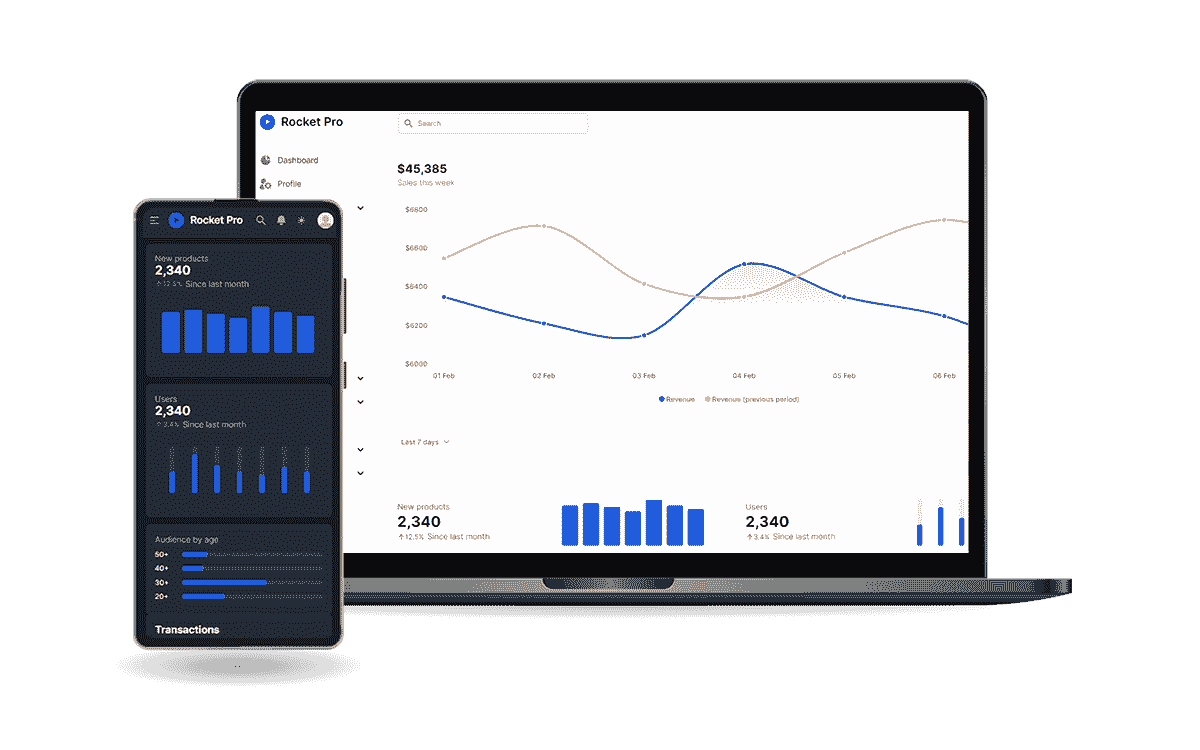 Rocket Pro
Search
Dashboard
Profile
$45,385
Sales this week
$6800
$6600
$6400
$6200
$6000
01 Feb
02 Feb
03 Feb
04 Feb
05 Feb
06 Feb
Revenue
Revenue (previous period)
Last 7 days
New products
2,340
12.5% Since last month
Users
2,340
3.4% Since last month
Rocket Pro
New products
2,340
12.5% Since last month
Users
2,340
3.4% Since last month
Audience by age
50+
40+
30+
20+
Transactions